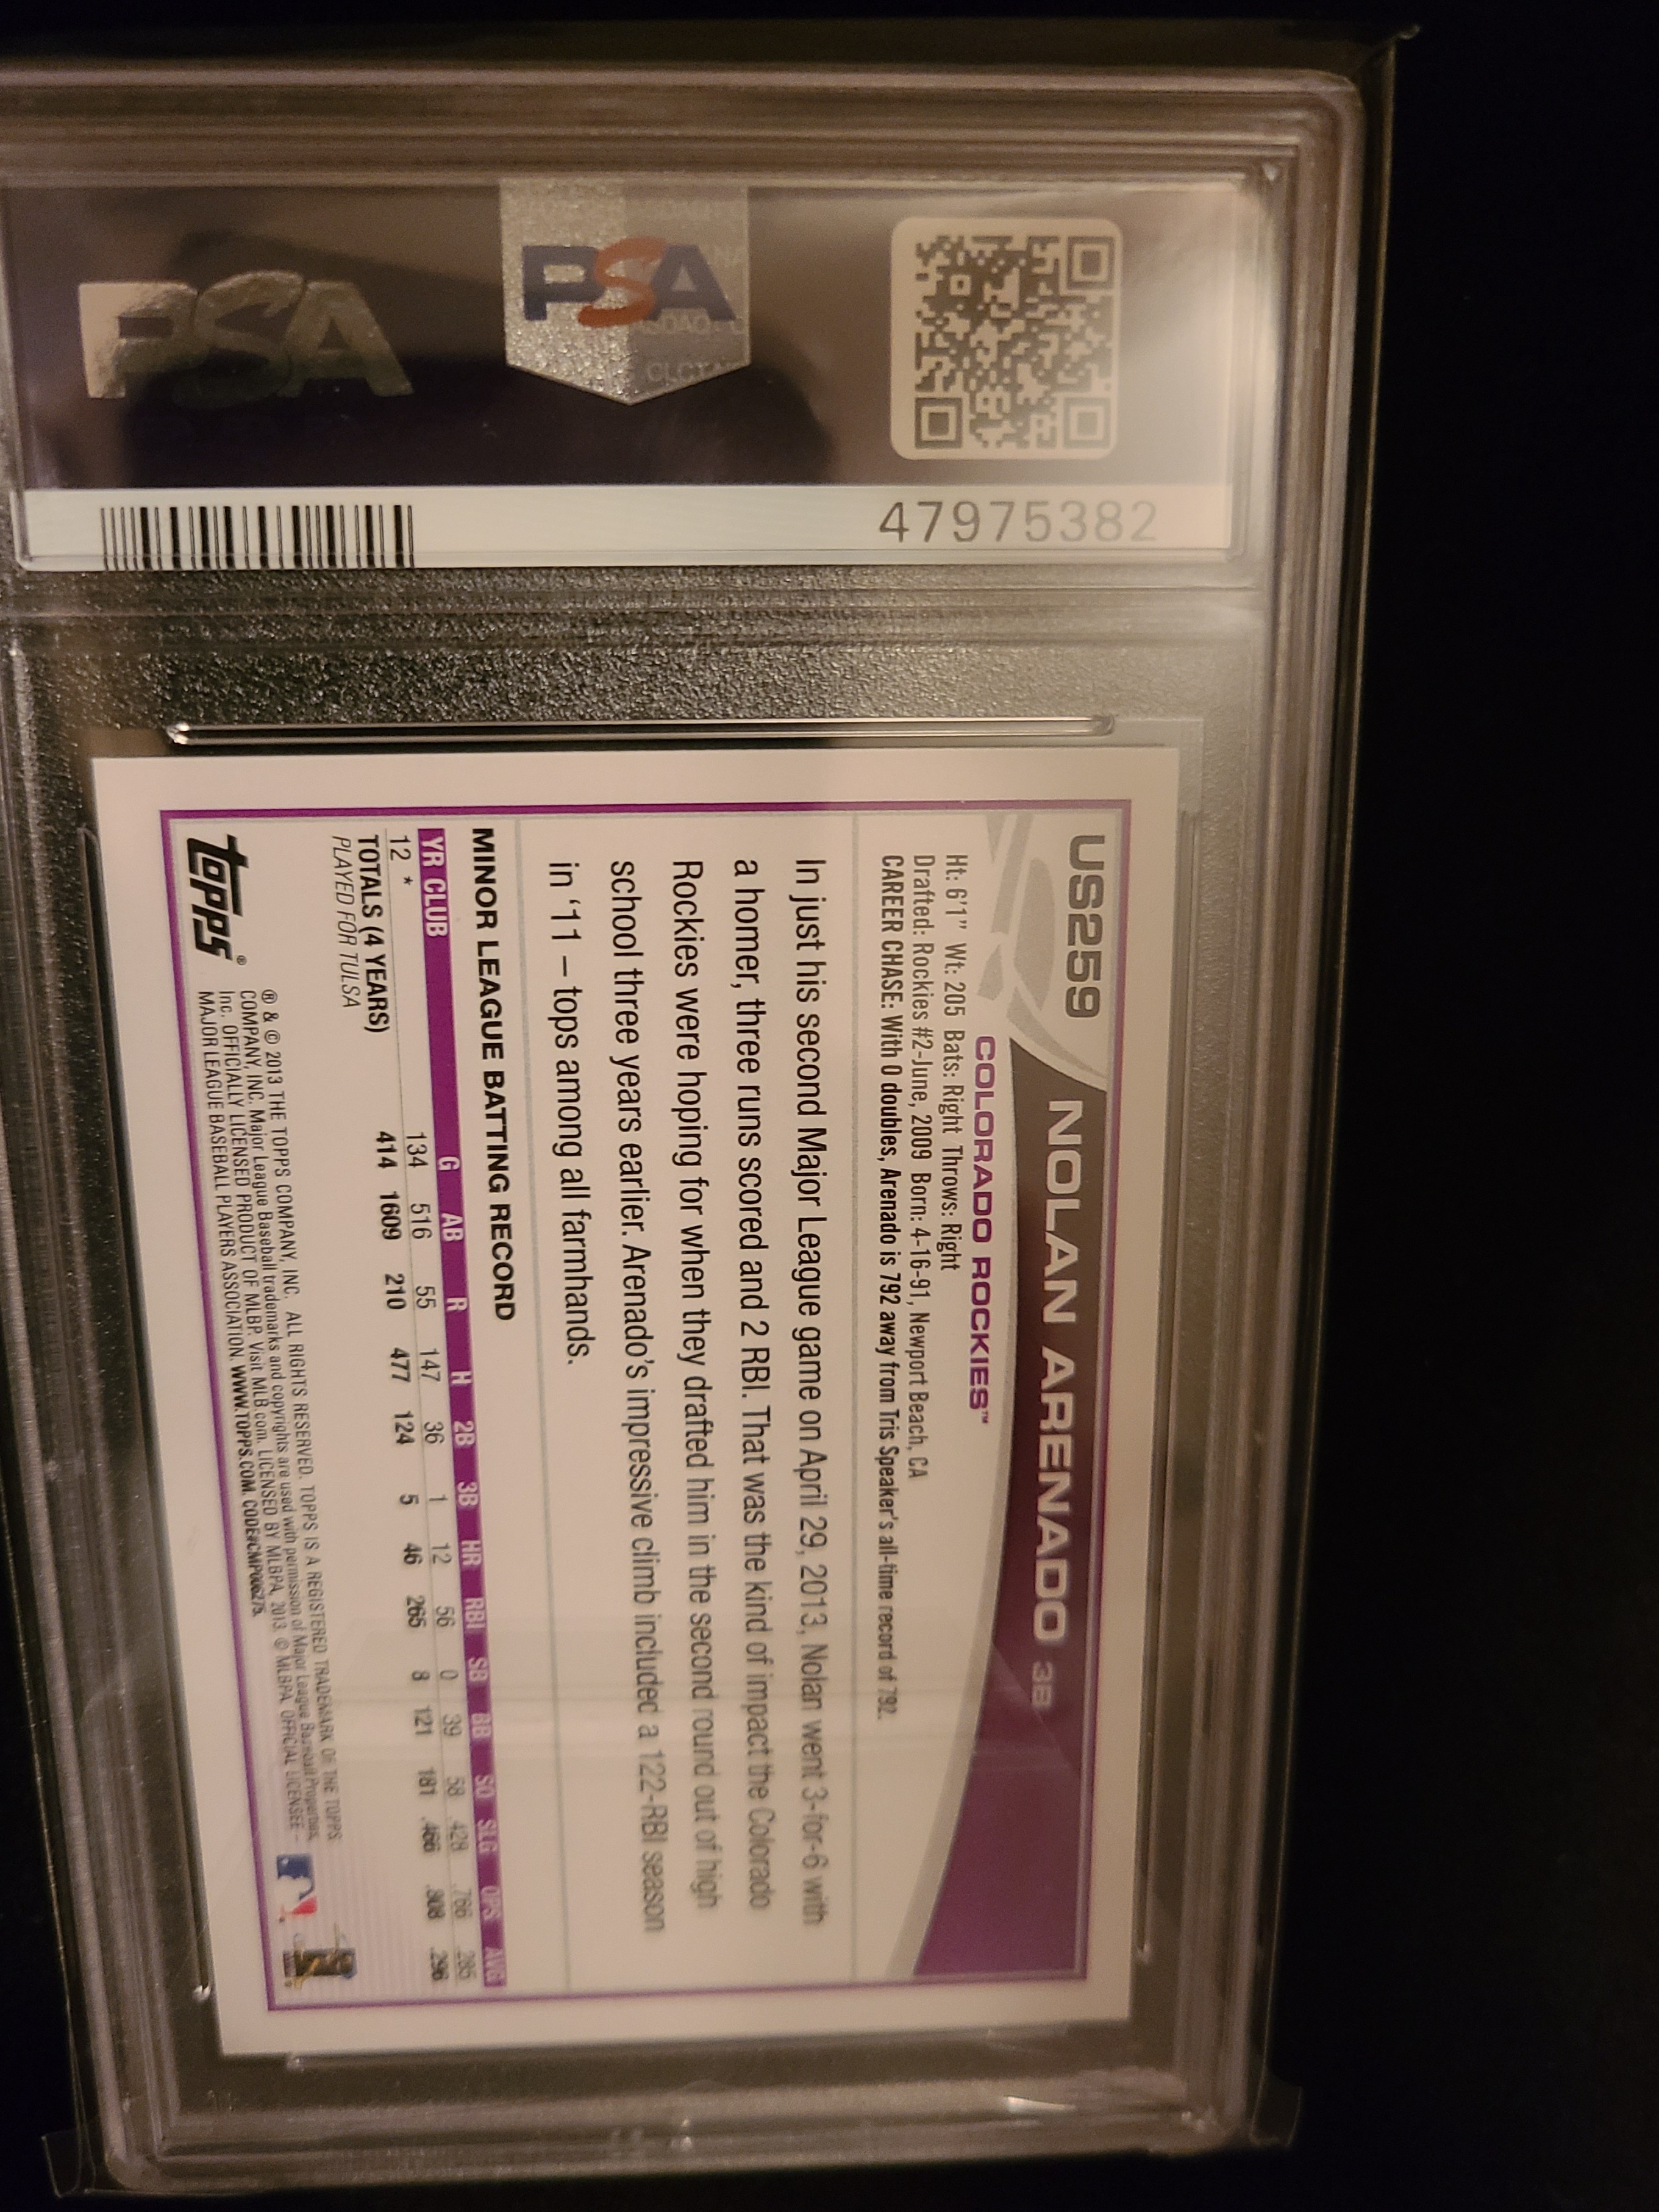 PSA
PSA
47975382
US259
NOLAN ARENADO 3B
COLORADO ROCKIES™
Ht: 6'1" Wt: 205 Bats: Right Throws: Right
Drafted: Rockies #2-June, 2009 Born: 4-16-91, Newport Beach, CA
CAREER CHASE: With 0 doubles, Arenado is 792 away from Tris Speaker's all-time record of 792.
In just his second Major League game on April 29, 2013, Nolan went 3-for-6 with
a homer, three runs scored and 2 RBI. That was the kind of impact the Colorado
Rockies were hoping for when they drafted him in the second round out of high
school three years earlier. Arenado's impressive climb included a 122-RBI season
in '11 – tops among all farmhands.
MINOR LEAGUE BATTING RECORD
YR CLUB G AB R H 2B 3B HR RBI SB BB SO SLG OPS AVG
12 * 134 516 55 147 36 1 12 56 0 39 58 .428 .766 .285
TOTALS (4 YEARS) 414 1609 210 477 124 5 46 265 8 121 181 .466 .808 .296
PLAYED FOR TULSA
topps®
® & © 2013 THE TOPPS COMPANY, INC. ALL RIGHTS RESERVED. TOPPS IS A REGISTERED TRADEMARK OF THE TOPPS
COMPANY, INC. Major League Baseball trademarks and copyrights are used with permission of Major League Baseball Properties,
Inc. OFFICIALLY LICENSED PRODUCT OF MLBP. Visit MLB.com. LICENSED BY MLBPA, 2013. © MLBPA, OFFICIAL LICENSEE –
MAJOR LEAGUE BASEBALL PLAYERS ASSOCIATION. WWW.TOPPS.COM. CODE#CMP006275.